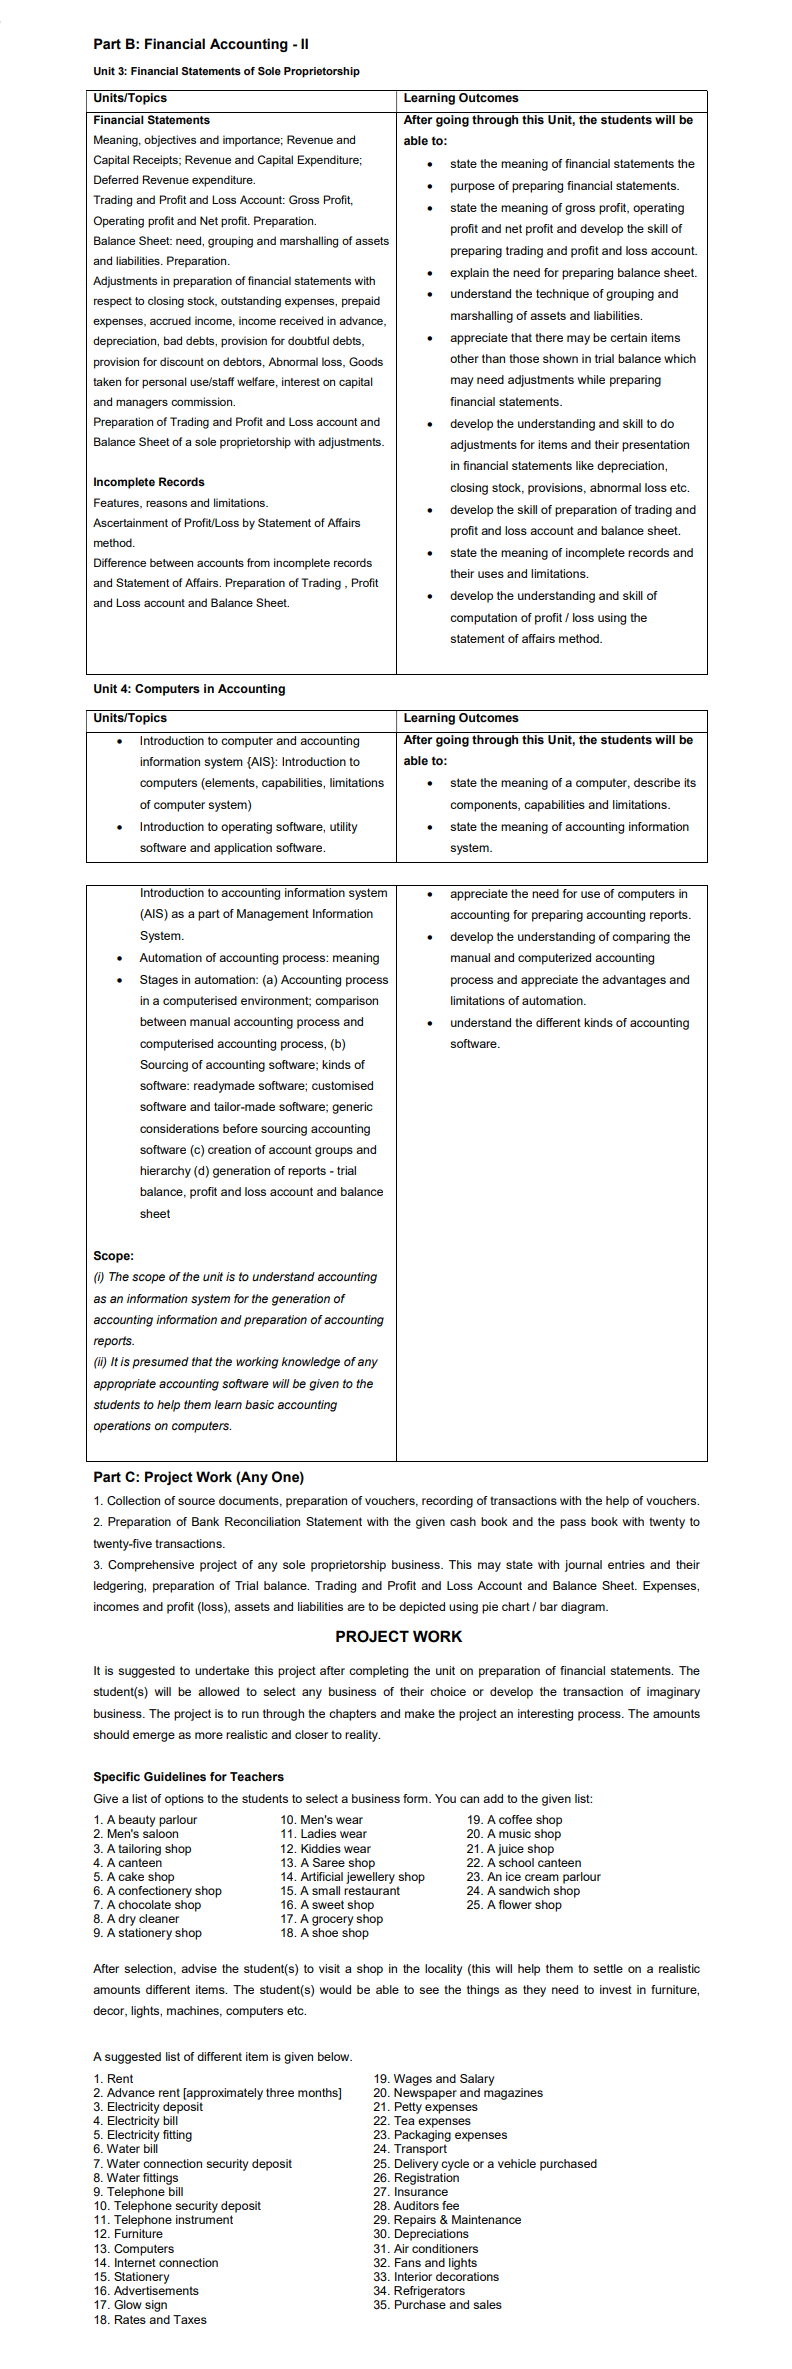 Part B: Financial Accounting - II
Unit 3: Financial Statements of Sole Proprietorship
Units/Topics
Financial Statements
Meaning, objectives and importance; Revenue and
Capital Receipts; Revenue and Capital Expenditure;
Deferred Revenue expenditure.
Trading and Profit and Loss Account: Gross Profit,
Operating profit and Net profit. Preparation.
Balance Sheet: need, grouping and marshalling of assets
and liabilities. Preparation.
Adjustments in preparation of financial statements with
respect to closing stock, outstanding expenses, prepaid
expenses, accrued income, income received in advance,
depreciation, bad debts, provision for doubtful debts,
provision for discount on debtors, Abnormal loss, Goods
taken for personal use/staff welfare, interest on capital
and managers commission.
Preparation of Trading and Profit and Loss account and
Balance Sheet of a sole proprietorship with adjustments.
Incomplete Records
Features, reasons and limitations.
Ascertainment of Profit/Loss by Statement of Affairs
method.
Difference between accounts from incomplete records
and Statement of Affairs. Preparation of Trading , Profit
and Loss account and Balance Sheet.
Learning Outcomes
After going through this Unit, the students will be
able to:
• state the meaning of financial statements the
• purpose of preparing financial statements.
• state the meaning of gross profit, operating
profit and net profit and develop the skill of
preparing trading and profit and loss account.
• explain the need for preparing balance sheet.
• understand the technique of grouping and
marshalling of assets and liabilities.
• appreciate that there may be certain items
other than those shown in trial balance which
may need adjustments while preparing
financial statements.
• develop the understanding and skill to do
adjustments for items and their presentation
in financial statements like depreciation,
closing stock, provisions, abnormal loss etc.
• develop the skill of preparation of trading and
profit and loss account and balance sheet.
• state the meaning of incomplete records and
their uses and limitations.
• develop the understanding and skill of
computation of profit / loss using the
statement of affairs method.
Unit 4: Computers in Accounting
Units/Topics
• Introduction to computer and accounting
information system {AIS}: Introduction to
computers (elements, capabilities, limitations
of computer system)
• Introduction to operating software, utility
software and application software.
Learning Outcomes
After going through this Unit, the students will be
able to:
• state the meaning of a computer, describe its
components, capabilities and limitations.
• state the meaning of accounting information
system.
Introduction to accounting information system
(AIS) as a part of Management Information
System.
• Automation of accounting process: meaning
• Stages in automation: (a) Accounting process
in a computerised environment; comparison
between manual accounting process and
computerised accounting process, (b)
Sourcing of accounting software; kinds of
software: readymade software; customised
software and tailor-made software; generic
considerations before sourcing accounting
software (c) creation of account groups and
hierarchy (d) generation of reports - trial
balance, profit and loss account and balance
sheet
Scope:
(i) The scope of the unit is to understand accounting
as an information system for the generation of
accounting information and preparation of accounting
reports.
(ii) It is presumed that the working knowledge of any
appropriate accounting software will be given to the
students to help them learn basic accounting
operations on computers.
• appreciate the need for use of computers in
accounting for preparing accounting reports.
• develop the understanding of comparing the
manual and computerized accounting
process and appreciate the advantages and
limitations of automation.
• understand the different kinds of accounting
software.
Part C: Project Work (Any One)
1. Collection of source documents, preparation of vouchers, recording of transactions with the help of vouchers.
2. Preparation of Bank Reconciliation Statement with the given cash book and the pass book with twenty to
twenty-five transactions.
3. Comprehensive project of any sole proprietorship business. This may state with journal entries and their
ledgering, preparation of Trial balance. Trading and Profit and Loss Account and Balance Sheet. Expenses,
incomes and profit (loss), assets and liabilities are to be depicted using pie chart / bar diagram.
PROJECT WORK
It is suggested to undertake this project after completing the unit on preparation of financial statements. The
student(s) will be allowed to select any business of their choice or develop the transaction of imaginary
business. The project is to run through the chapters and make the project an interesting process. The amounts
should emerge as more realistic and closer to reality.
Specific Guidelines for Teachers
Give a list of options to the students to select a business form. You can add to the given list:
1. A beauty parlour
2. Men's saloon
3. A tailoring shop
4. A canteen
5. A cake shop
6. A confectionery shop
7. A chocolate shop
8. A dry cleaner
9. A stationery shop
10. Men's wear
11. Ladies wear
12. Kiddies wear
13. A Saree shop
14. Artificial jewellery shop
15. A small restaurant
16. A sweet shop
17. A grocery shop
18. A shoe shop
19. A coffee shop
20. A music shop
21. A juice shop
22. A school canteen
23. An ice cream parlour
24. A sandwich shop
25. A flower shop
After selection, advise the student(s) to visit a shop in the locality (this will help them to settle on a realistic
amounts different items. The student(s) would be able to see the things as they need to invest in furniture,
decor, lights, machines, computers etc.
A suggested list of different item is given below.
1. Rent
2. Advance rent [approximately three months]
3. Electricity deposit
4. Electricity bill
5. Electricity fitting
6. Water bill
7. Water connection security deposit
8. Water fittings
9. Telephone bill
10. Telephone security deposit
11. Telephone instrument
12. Furniture
13. Computers
14. Internet connection
15. Stationery
16. Advertisements
17. Glow sign
18. Rates and Taxes
19. Wages and Salary
20. Newspaper and magazines
21. Petty expenses
22. Tea expenses
23. Packaging expenses
24. Transport
25. Delivery cycle or a vehicle purchased
26. Registration
27. Insurance
28. Auditors fee
29. Repairs & Maintenance
30. Depreciations
31. Air conditioners
32. Fans and lights
33. Interior decorations
34. Refrigerators
35. Purchase and sales